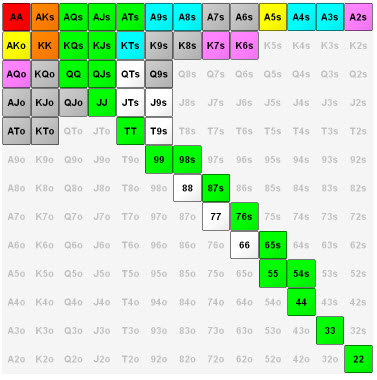 AA AKs AQs AJs ATs A9s A8s A7s A6s A5s A4s A3s A2s
AKo KK KQs KJs KTs K9s K8s K7s K6s K5s K4s K3s K2s
AQo KQo QQ QJs QTs Q9s Q8s Q7s Q6s Q5s Q4s Q3s Q2s
AJo KJo QJo JJ JTs J9s J8s J7s J6s J5s J4s J3s J2s
ATo KTo QTo JTo TT T9s T8s T7s T6s T5s T4s T3s T2s
A9o K9o Q9o J9o T9o 99 98s 97s 96s 95s 94s 93s 92s
A8o K8o Q8o J8o T8o 98o 88 87s 86s 85s 84s 83s 82s
A7o K7o Q7o J7o T7o 97o 87o 77 76s 75s 74s 73s 72s
A6o K6o Q6o J6o T6o 96o 86o 76o 66 65s 64s 63s 62s
A5o K5o Q5o J5o T5o 95o 85o 75o 65o 55 54s 53s 52s
A4o K4o Q4o J4o T4o 94o 84o 74o 64o 54o 44 43s 42s
A3o K3o Q3o J3o T3o 93o 83o 73o 63o 53o 43o 33 32s
A2o K2o Q2o J2o T2o 92o 82o 72o 62o 52o 42o 32o 22